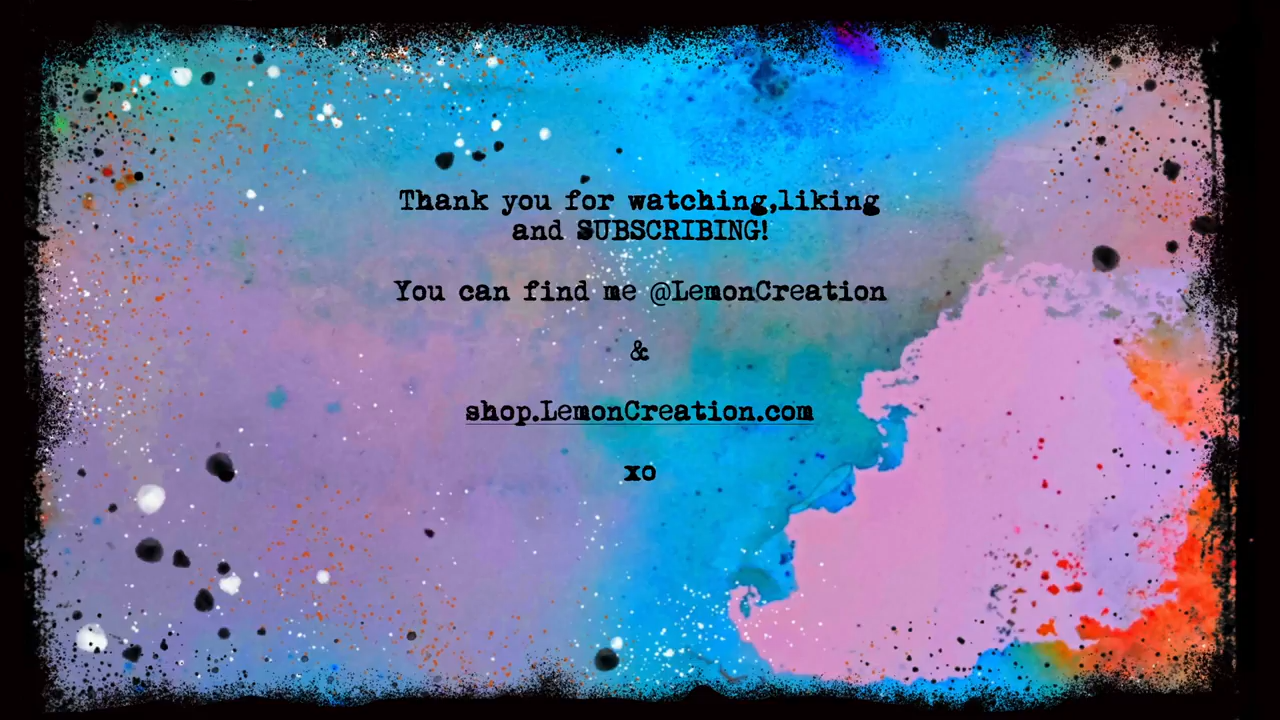 Thank you for watching,liking
and SUBSCRIBING!
You can find me @LemonCreation
&
shop.LemonCreation.com
xo